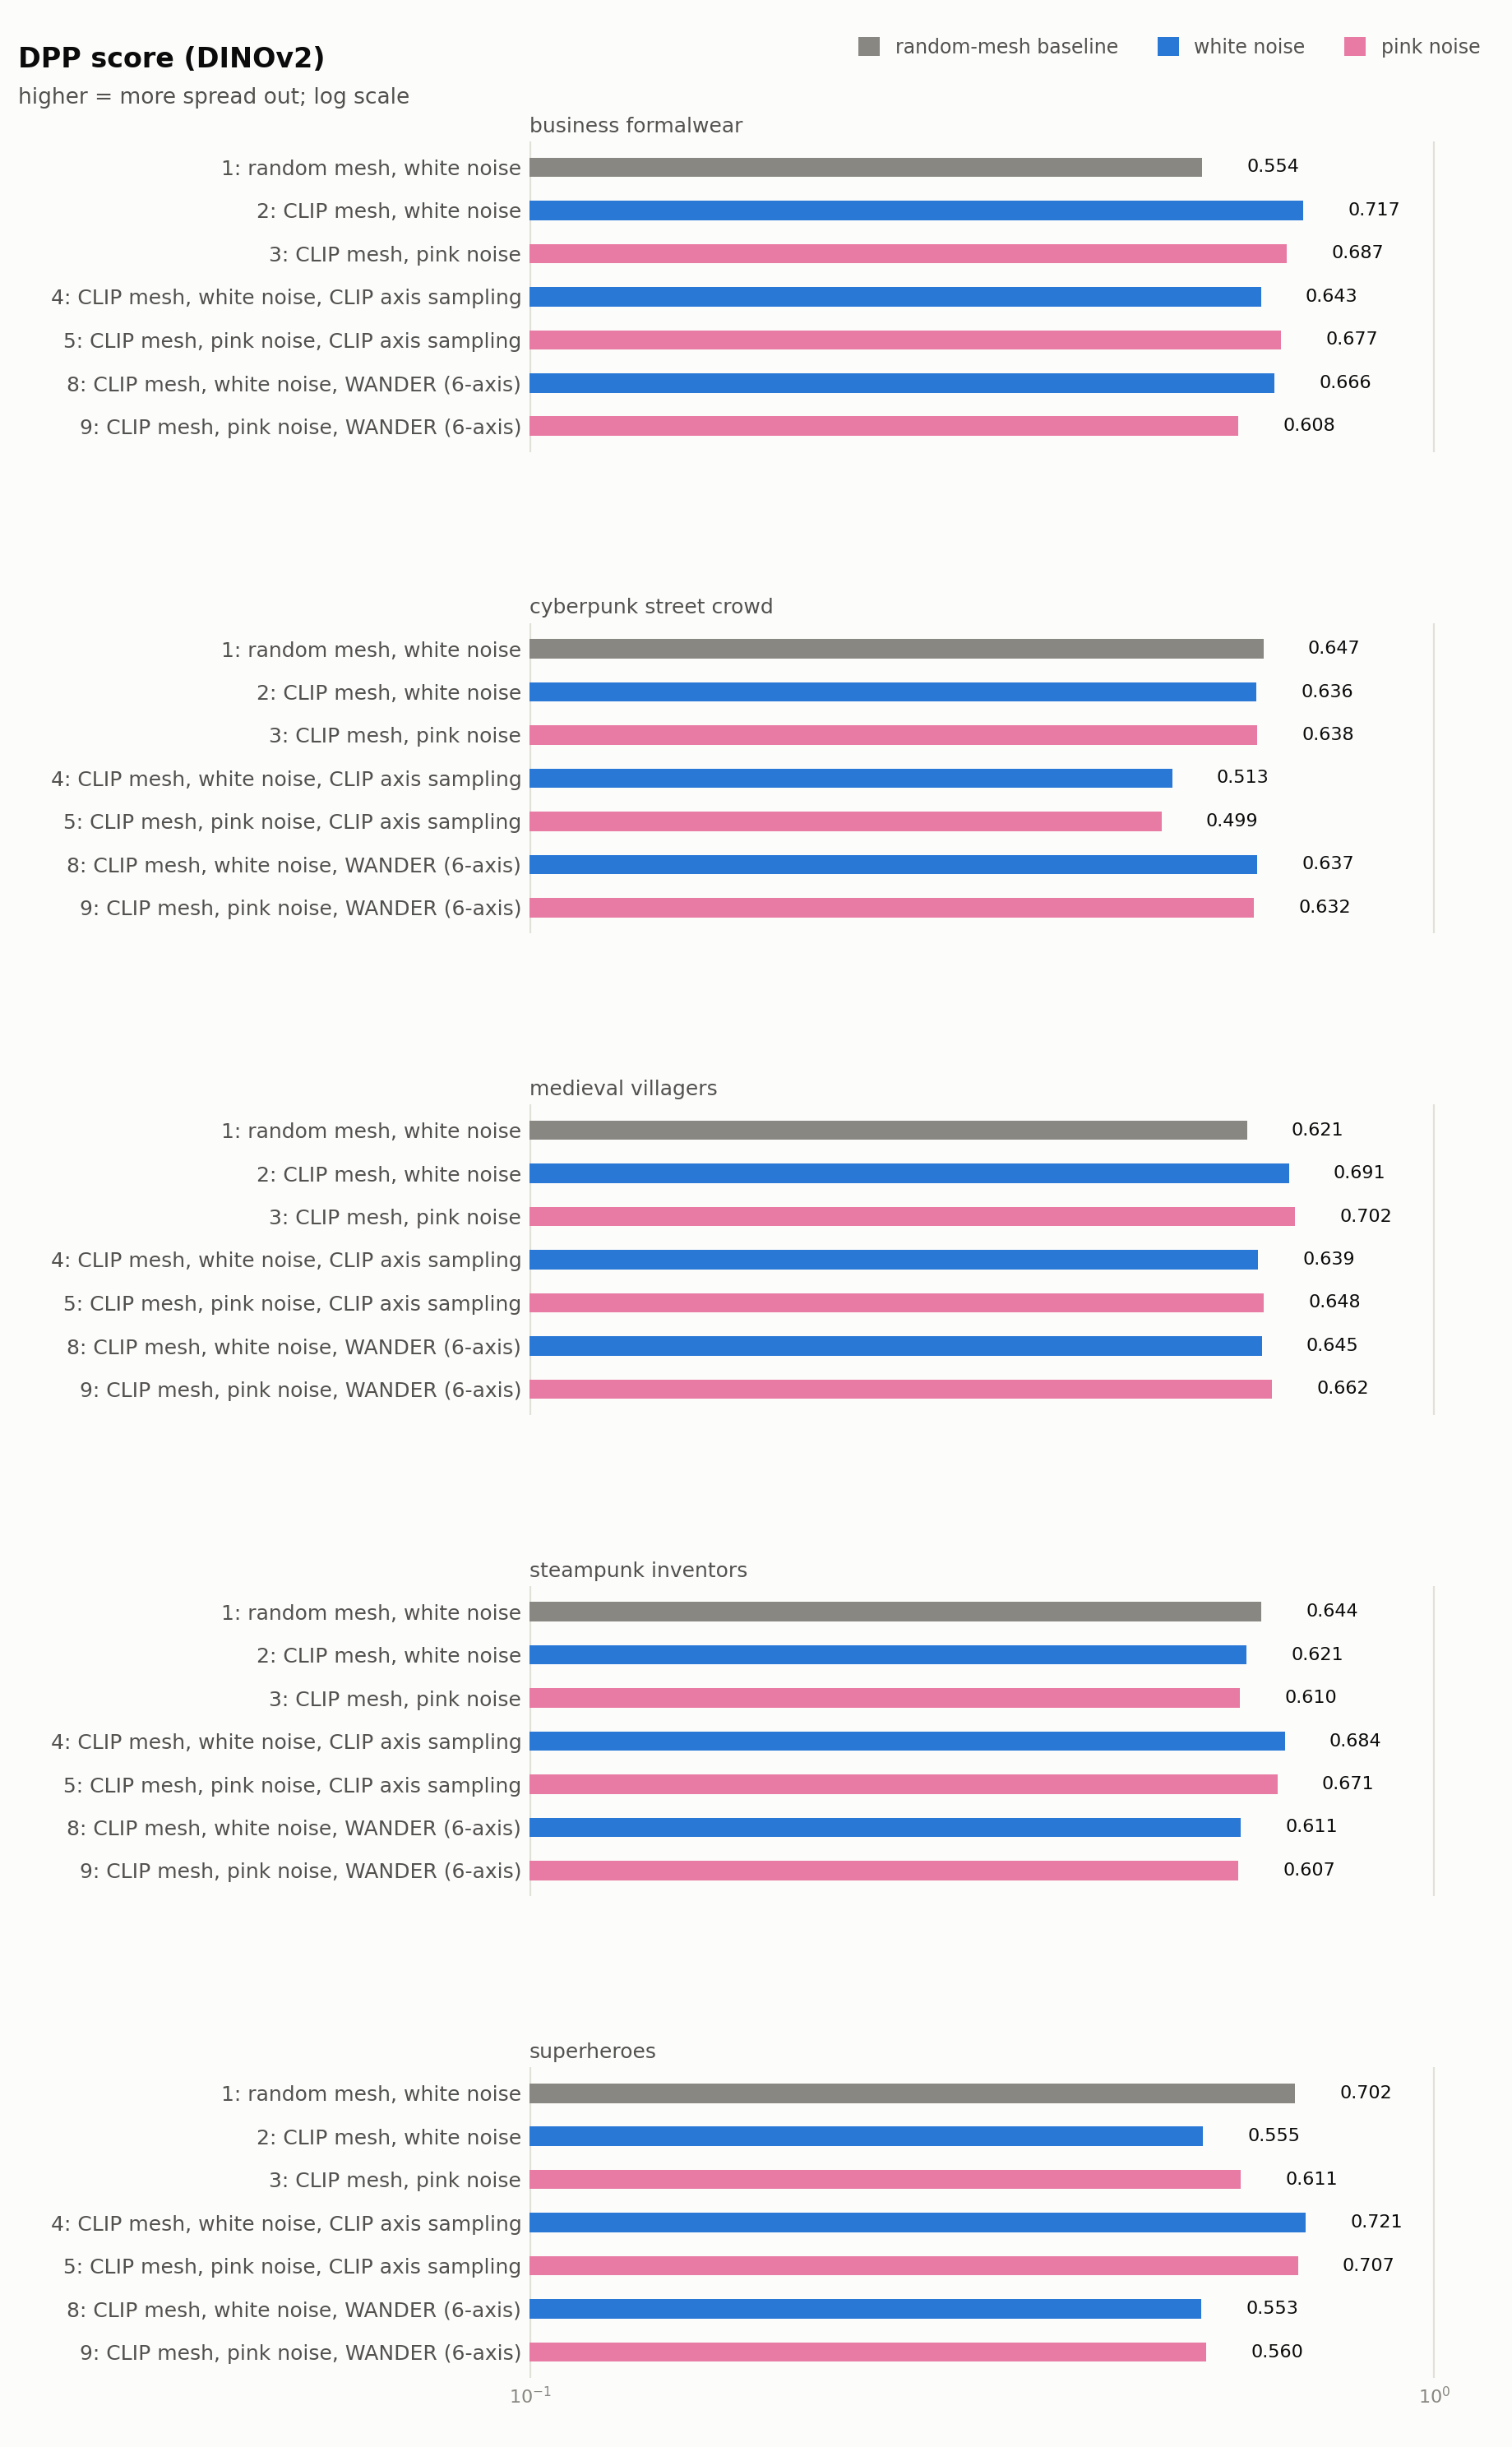 DPP score (DINOv2)
random-mesh baseline white noise pink noise
higher = more spread out; log scale
business formalwear
1: random mesh, white noise 0.554
2: CLIP mesh, white noise 0.717
3: CLIP mesh, pink noise 0.687
4: CLIP mesh, white noise, CLIP axis sampling 0.643
5: CLIP mesh, pink noise, CLIP axis sampling 0.677
8: CLIP mesh, white noise, WANDER (6-axis) 0.666
9: CLIP mesh, pink noise, WANDER (6-axis) 0.608
cyberpunk street crowd
1: random mesh, white noise 0.647
2: CLIP mesh, white noise 0.636
3: CLIP mesh, pink noise 0.638
4: CLIP mesh, white noise, CLIP axis sampling 0.513
5: CLIP mesh, pink noise, CLIP axis sampling 0.499
8: CLIP mesh, white noise, WANDER (6-axis) 0.637
9: CLIP mesh, pink noise, WANDER (6-axis) 0.632
medieval villagers
1: random mesh, white noise 0.621
2: CLIP mesh, white noise 0.691
3: CLIP mesh, pink noise 0.702
4: CLIP mesh, white noise, CLIP axis sampling 0.639
5: CLIP mesh, pink noise, CLIP axis sampling 0.648
8: CLIP mesh, white noise, WANDER (6-axis) 0.645
9: CLIP mesh, pink noise, WANDER (6-axis) 0.662
steampunk inventors
1: random mesh, white noise 0.644
2: CLIP mesh, white noise 0.621
3: CLIP mesh, pink noise 0.610
4: CLIP mesh, white noise, CLIP axis sampling 0.684
5: CLIP mesh, pink noise, CLIP axis sampling 0.671
8: CLIP mesh, white noise, WANDER (6-axis) 0.611
9: CLIP mesh, pink noise, WANDER (6-axis) 0.607
superheroes
1: random mesh, white noise 0.702
2: CLIP mesh, white noise 0.555
3: CLIP mesh, pink noise 0.611
4: CLIP mesh, white noise, CLIP axis sampling 0.721
5: CLIP mesh, pink noise, CLIP axis sampling 0.707
8: CLIP mesh, white noise, WANDER (6-axis) 0.553
9: CLIP mesh, pink noise, WANDER (6-axis) 0.560
10⁻¹ 10⁰